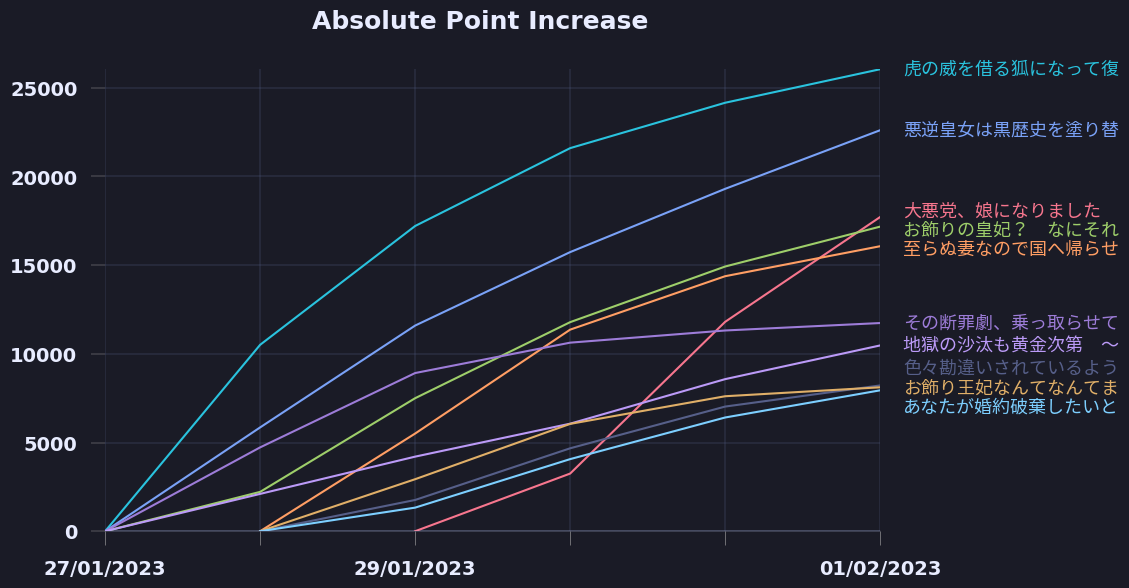 Absolute Point Increase
25000
20000
15000
10000
5000
0
27/01/2023
29/01/2023
01/02/2023
虎の威を借る狐になって復
悪逆皇女は黒歴史を塗り替
大悪党、娘になりました
お飾りの皇妃？　なにそれ
至らぬ妻なので国へ帰らせ
その断罪劇、乗っ取らせて
地獄の沙汰も黄金次第　～
色々勘違いされているよう
お飾り王妃なんてなんてま
あなたが婚約破棄したいと